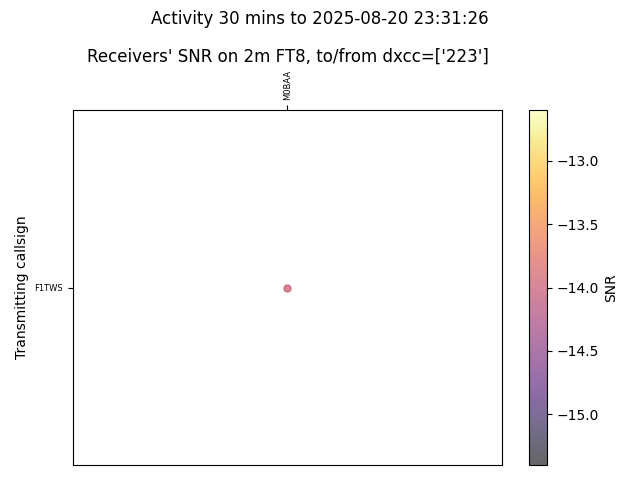 Activity 30 mins to 2025-08-20 23:31:26
Receivers' SNR on 2m FT8, to/from dxcc=['223']
M0BAA
Transmitting callsign
F1TWS
−13.0
−13.5
−14.0
−14.5
−15.0
SNR